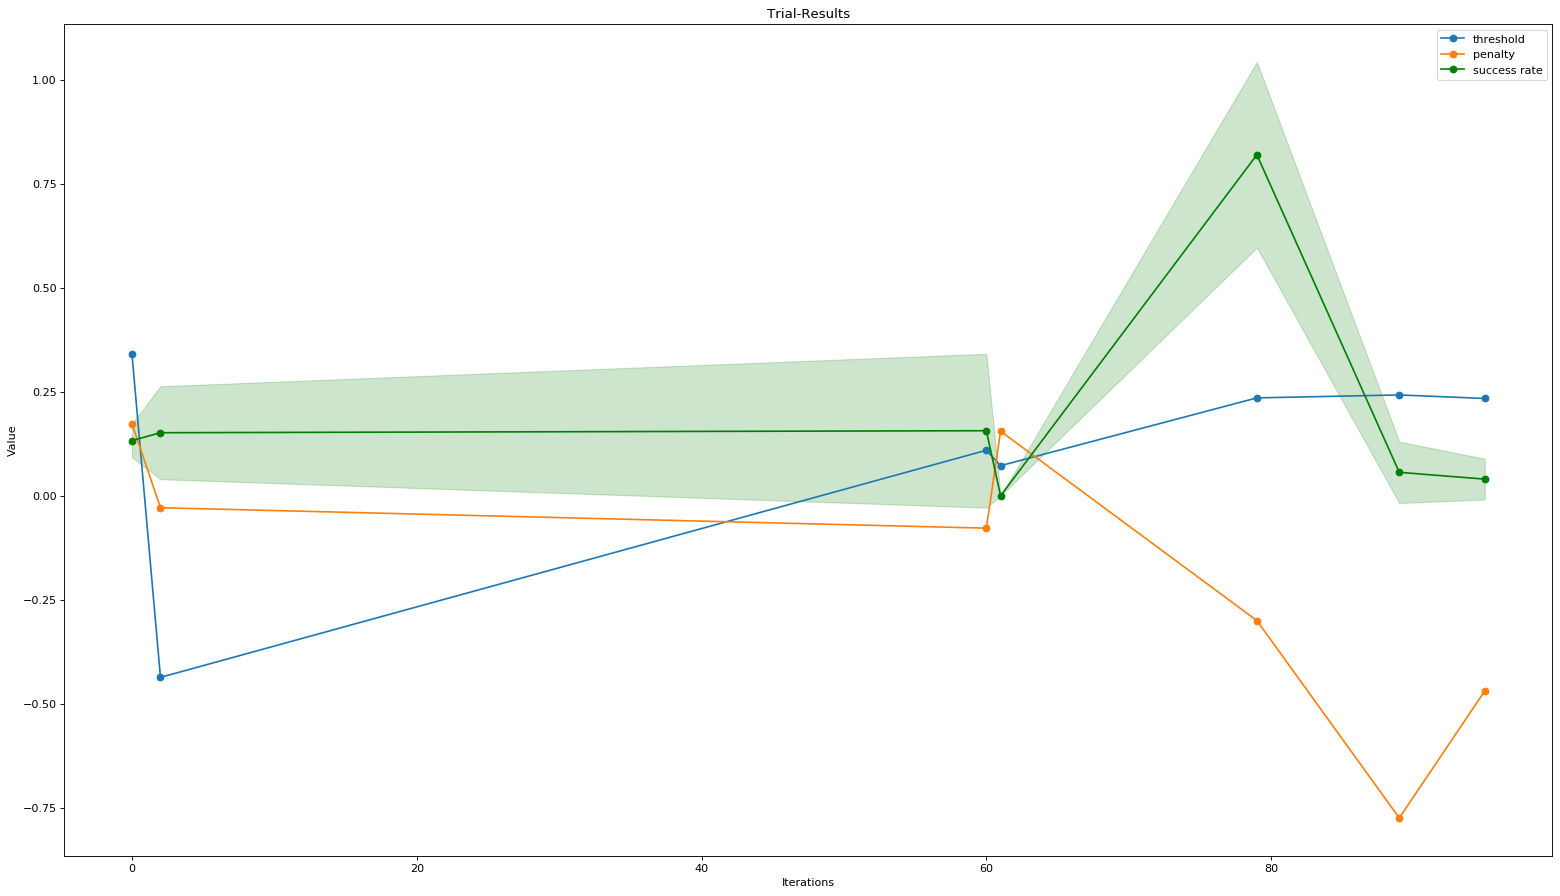 Trial-Results
threshold
penalty
success rate
1.00
0.75
0.50
0.25
0.00
−0.25
−0.50
−0.75
Value
0 20 40 60 80
Iterations